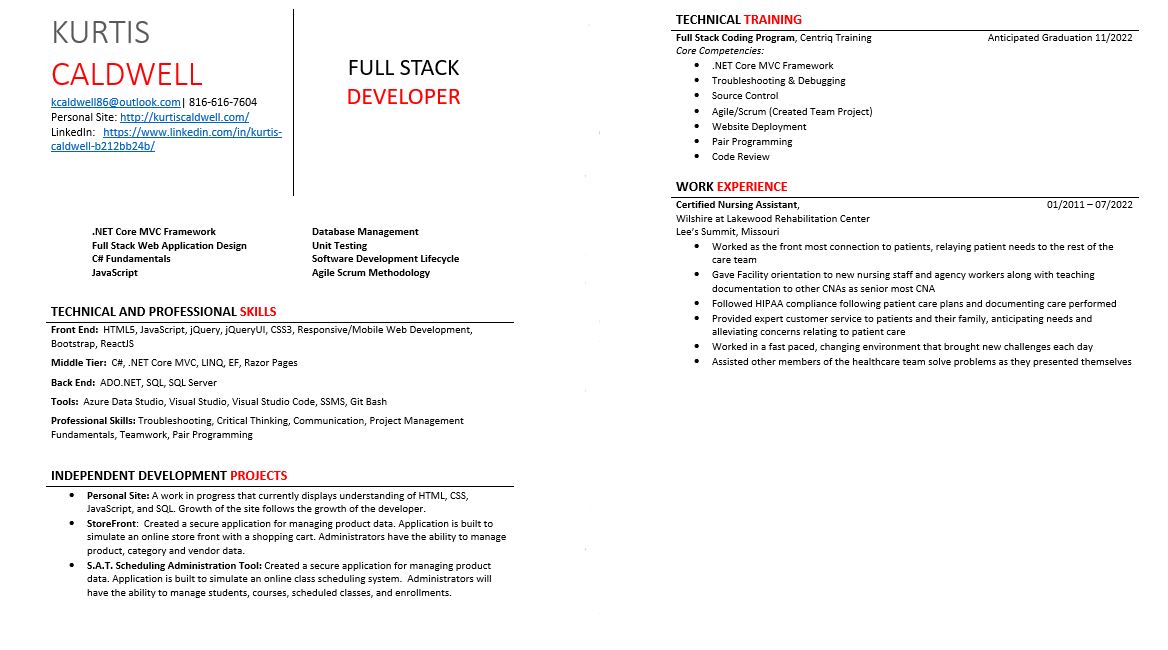 KURTIS
CALDWELL
kcaldwell86@outlook.com| 816-616-7604
Personal Site: http://kurtiscaldwell.com/
LinkedIn: https://www.linkedin.com/in/kurtis-
caldwell-b212bb24b/
FULL STACK
DEVELOPER
.NET Core MVC Framework
Full Stack Web Application Design
C# Fundamentals
JavaScript
Database Management
Unit Testing
Software Development Lifecycle
Agile Scrum Methodology
TECHNICAL AND PROFESSIONAL SKILLS
Front End: HTML5, JavaScript, jQuery, jQueryUI, CSS3, Responsive/Mobile Web Development,
Bootstrap, ReactJS
Middle Tier: C#, .NET Core MVC, LINQ, EF, Razor Pages
Back End: ADO.NET, SQL, SQL Server
Tools: Azure Data Studio, Visual Studio, Visual Studio Code, SSMS, Git Bash
Professional Skills: Troubleshooting, Critical Thinking, Communication, Project Management
Fundamentals, Teamwork, Pair Programming
INDEPENDENT DEVELOPMENT PROJECTS
• Personal Site: A work in progress that currently displays understanding of HTML, CSS,
JavaScript, and SQL. Growth of the site follows the growth of the developer.
• StoreFront: Created a secure application for managing product data. Application is built to
simulate an online store front with a shopping cart. Administrators have the ability to manage
product, category and vendor data.
• S.A.T. Scheduling Administration Tool: Created a secure application for managing product
data. Application is built to simulate an online class scheduling system. Administrators will
have the ability to manage students, courses, scheduled classes, and enrollments.
TECHNICAL TRAINING
Full Stack Coding Program, Centriq Training Anticipated Graduation 11/2022
Core Competencies:
• .NET Core MVC Framework
• Troubleshooting & Debugging
• Source Control
• Agile/Scrum (Created Team Project)
• Website Deployment
• Pair Programming
• Code Review
WORK EXPERIENCE
Certified Nursing Assistant, 01/2011 – 07/2022
Wilshire at Lakewood Rehabilitation Center
Lee's Summit, Missouri
• Worked as the front most connection to patients, relaying patient needs to the rest of the
care team
• Gave Facility orientation to new nursing staff and agency workers along with teaching
documentation to other CNAs as senior most CNA
• Followed HIPAA compliance following patient care plans and documenting care performed
• Provided expert customer service to patients and their family, anticipating needs and
alleviating concerns relating to patient care
• Worked in a fast paced, changing environment that brought new challenges each day
• Assisted other members of the healthcare team solve problems as they presented themselves